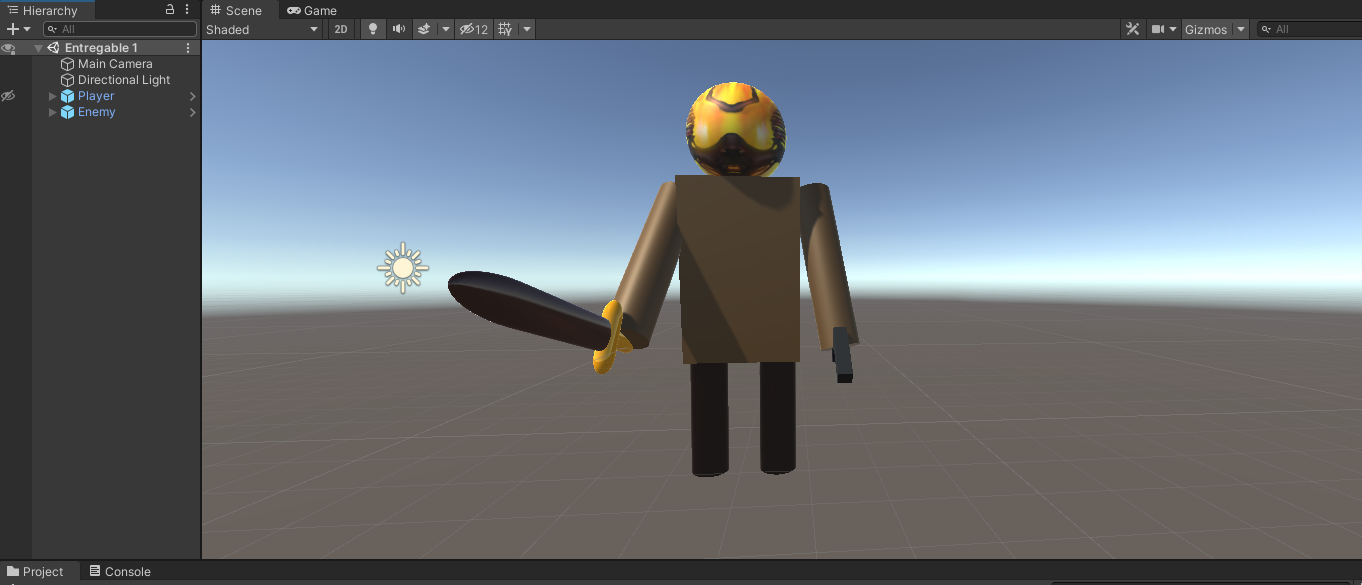 Hierarchy
Scene
Game
All
Shaded
2D
12
Gizmos
All
Entregable 1
Main Camera
Directional Light
Player
Enemy
Project
Console